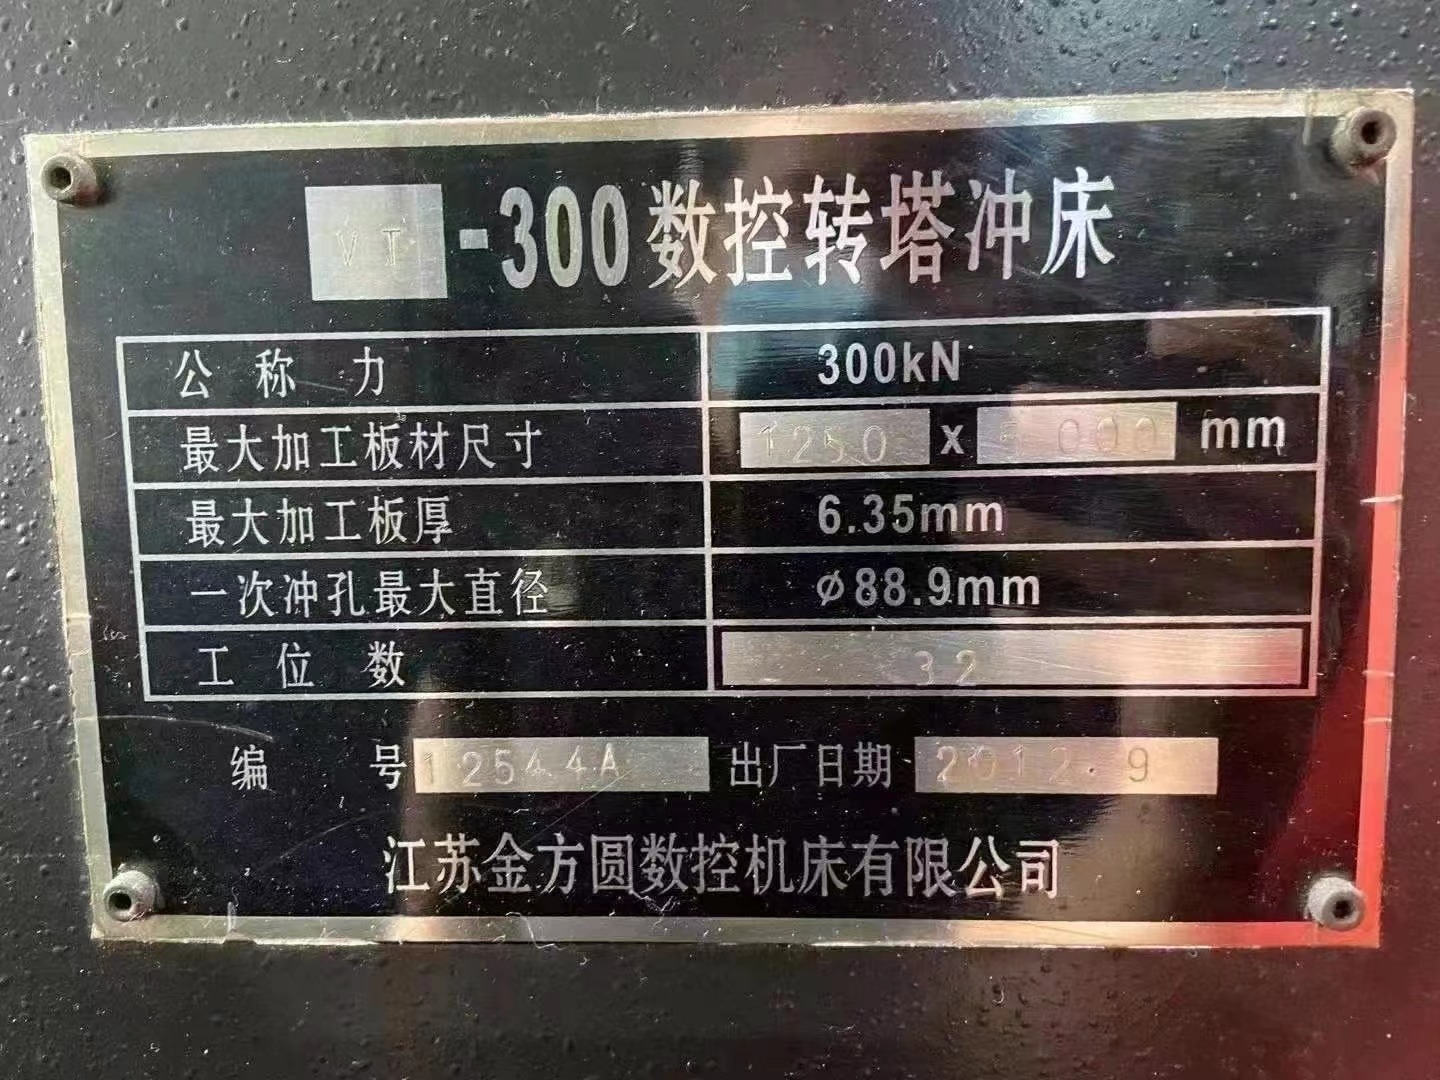 VT-300数控转塔冲床
公称力 300kN
最大加工板材尺寸 1250 x 5000 mm
最大加工板厚 6.35mm
一次冲孔最大直径 ϕ88.9mm
工位数 32
编号 12544A 出厂日期 2012.9
江苏金方圆数控机床有限公司